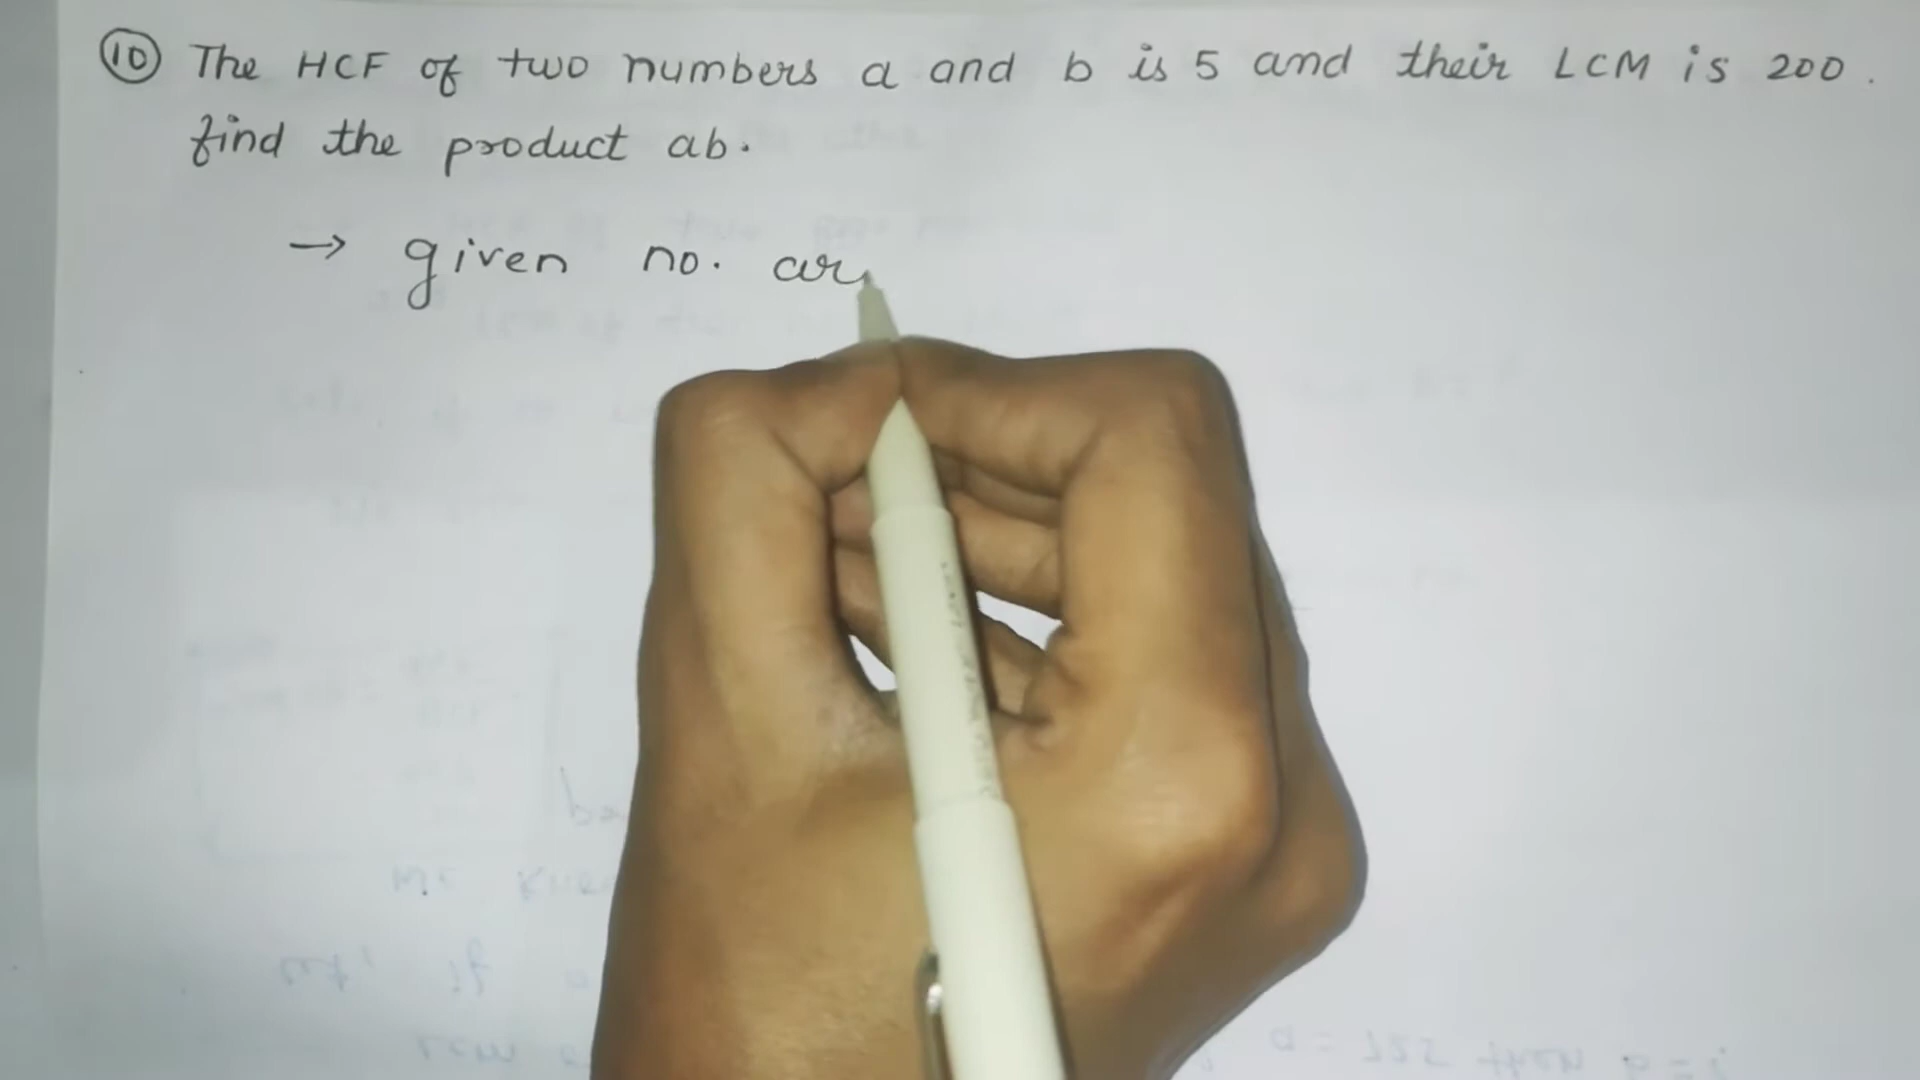 10 The HCF of two numbers a and b is 5 and their LCM is 200.
find the product ab.
→ given no. ar